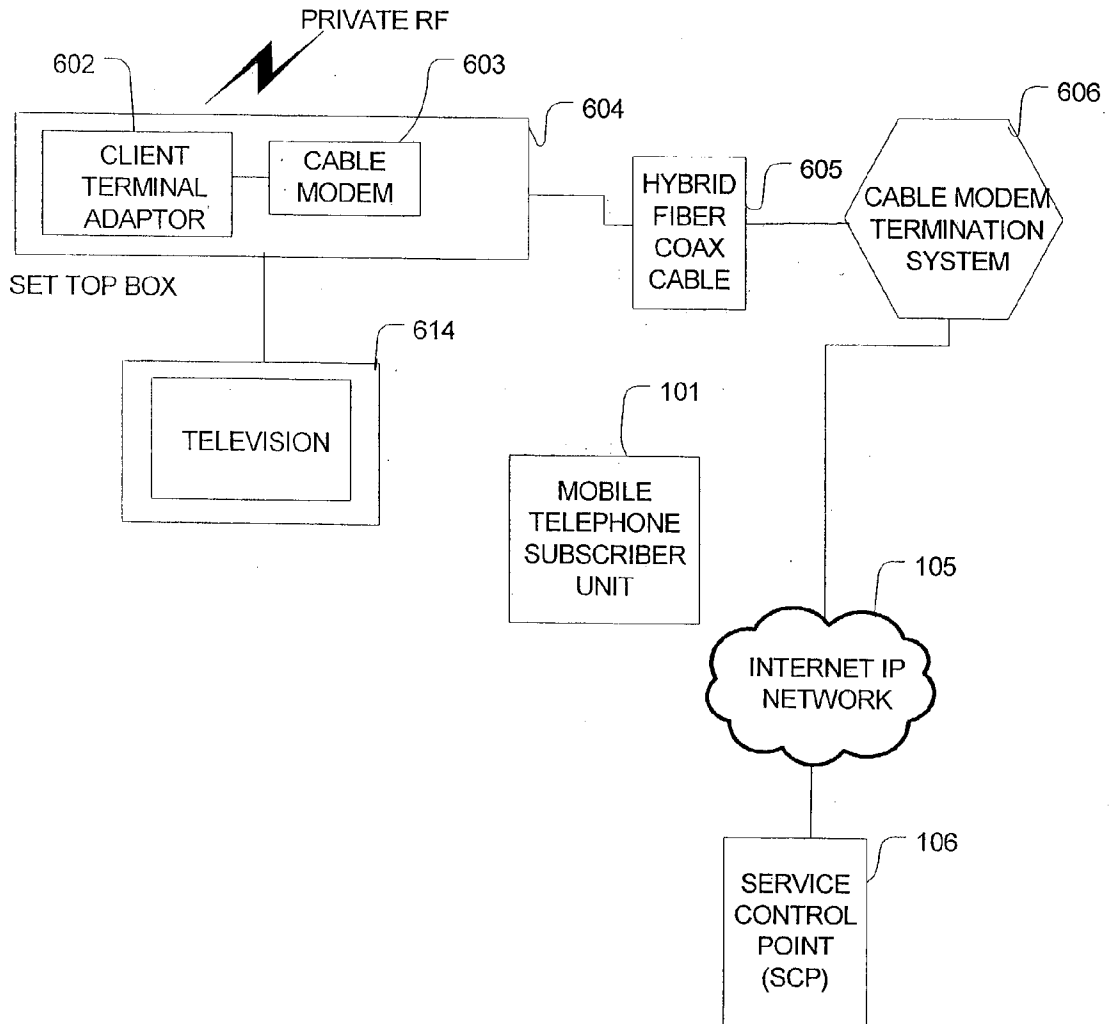 PRIVATE RF
602
603
604
606
CLIENT
TERMINAL
ADAPTOR
CABLE
MODEM
605
HYBRID
FIBER
COAX
CABLE
CABLE MODEM
TERMINATION
SYSTEM
SET TOP BOX
614
TELEVISION
101
MOBILE
TELEPHONE
SUBSCRIBER
UNIT
105
INTERNET IP
NETWORK
106
SERVICE
CONTROL
POINT
(SCP)